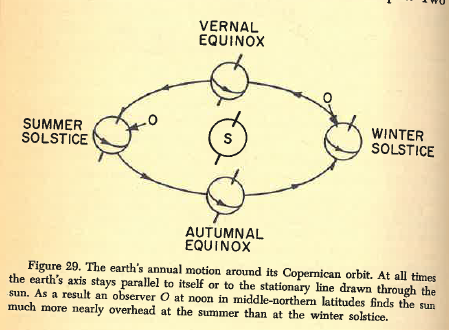 VERNAL
EQUINOX
O
O
SUMMER
SOLSTICE
S
WINTER
SOLSTICE
AUTUMNAL
EQUINOX
Figure 29. The earth's annual motion around its Copernican orbit. At all times
the earth's axis stays parallel to itself or to the stationary line drawn through the
sun. As a result an observer O at noon in middle-northern latitudes finds the sun
much more nearly overhead at the summer than at the winter solstice.